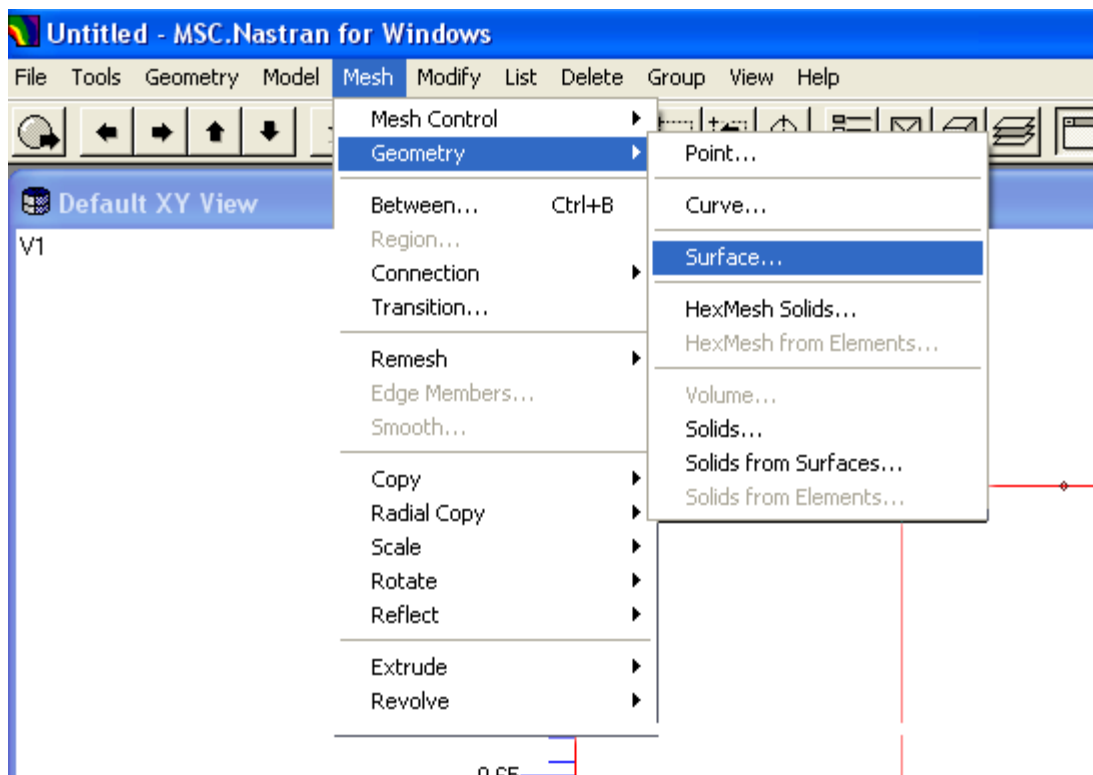 Untitled - MSC.Nastran for Windows
File Tools Geometry Model Mesh Modify List Delete Group View Help
Default XY View
V1
Mesh Control
Geometry
Between... Ctrl+B
Region...
Connection
Transition...
Remesh
Edge Members...
Smooth...
Copy
Radial Copy
Scale
Rotate
Reflect
Extrude
Revolve
Point...
Curve...
Surface...
HexMesh Solids...
HexMesh from Elements...
Volume...
Solids...
Solids from Surfaces...
Solids from Elements...